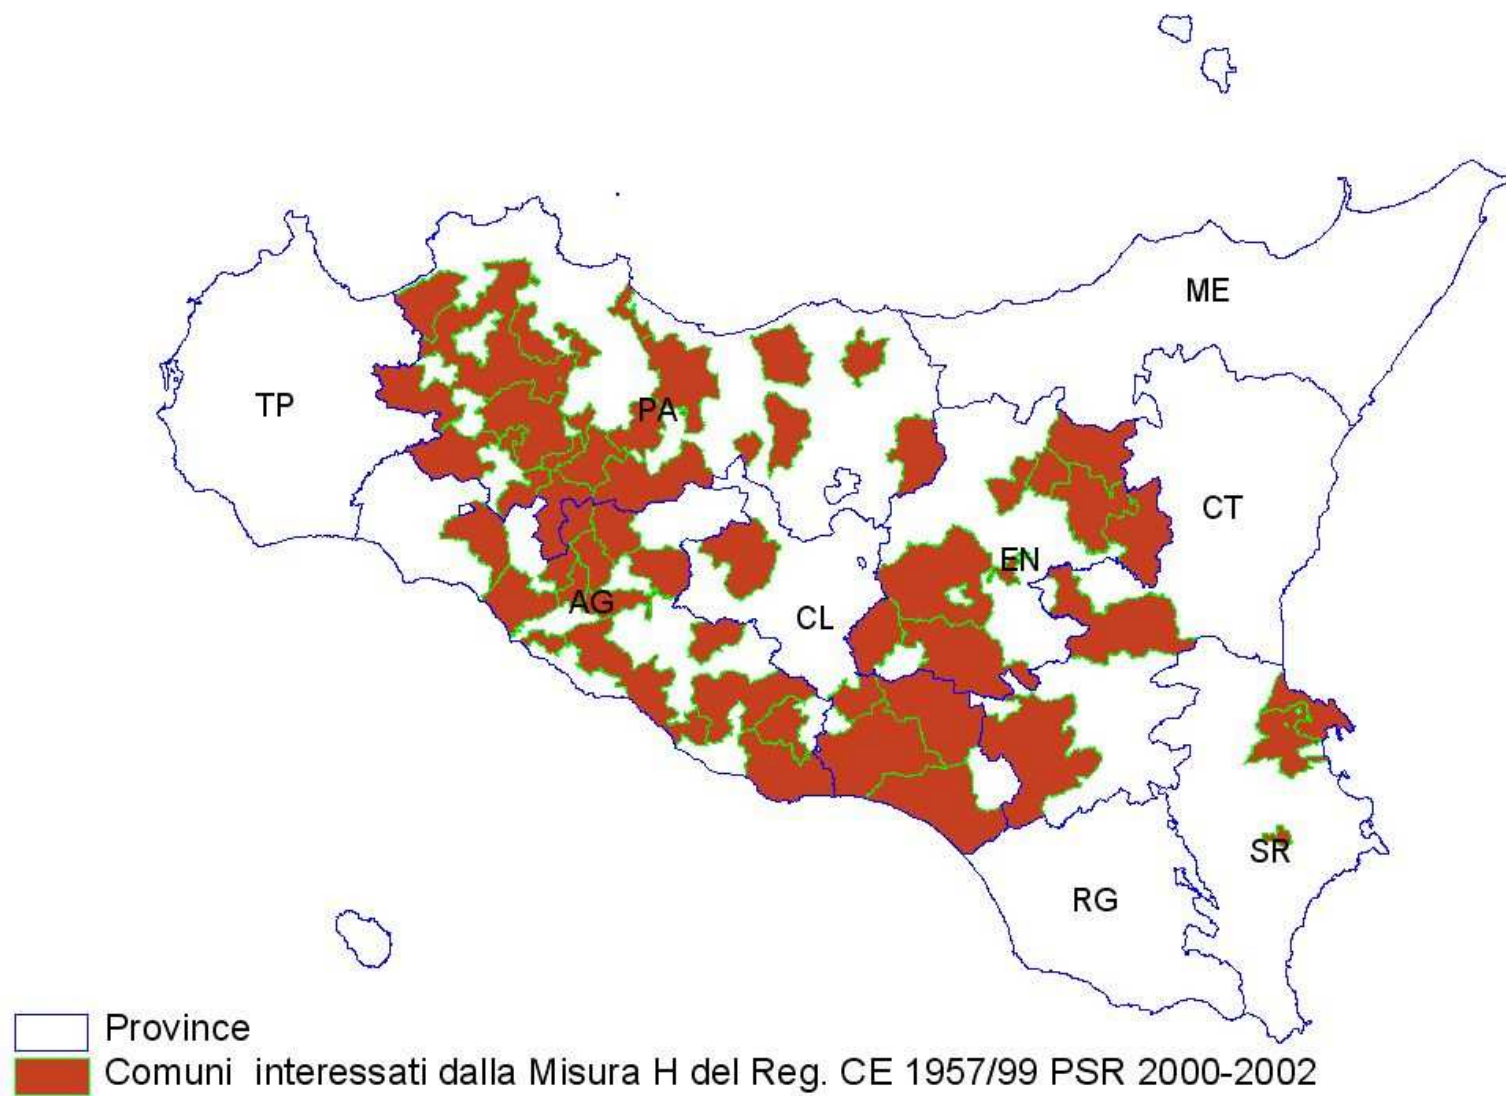 ME
TP
PA
CT
EN
AG
CL
SR
RG
Province
Comuni interessati dalla Misura H del Reg. CE 1957/99 PSR 2000-2002